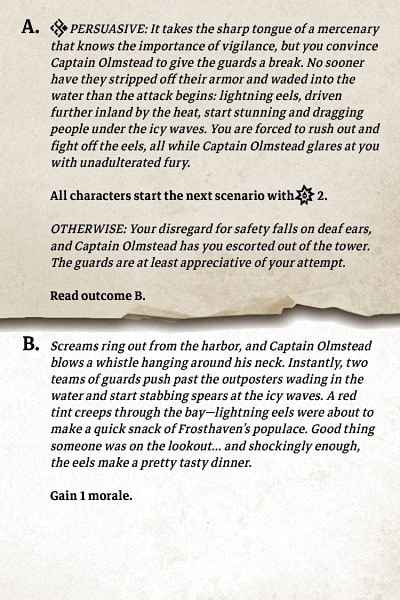 A. PERSUASIVE: It takes the sharp tongue of a mercenary
that knows the importance of vigilance, but you convince
Captain Olmstead to give the guards a break. No sooner
have they stripped off their armor and waded into the
water than the attack begins: lightning eels, driven
further inland by the heat, start stunning and dragging
people under the icy waves. You are forced to rush out and
fight off the eels, all while Captain Olmstead glares at you
with unadulterated fury.
All characters start the next scenario with 2.
OTHERWISE: Your disregard for safety falls on deaf ears,
and Captain Olmstead has you escorted out of the tower.
The guards are at least appreciative of your attempt.
Read outcome B.
B. Screams ring out from the harbor, and Captain Olmstead
blows a whistle hanging around his neck. Instantly, two
teams of guards push past the outposters wading in the
water and start stabbing spears at the icy waves. A red
tint creeps through the bay—lightning eels were about to
make a quick snack of Frosthaven's populace. Good thing
someone was on the lookout... and shockingly enough,
the eels make a pretty tasty dinner.
Gain 1 morale.